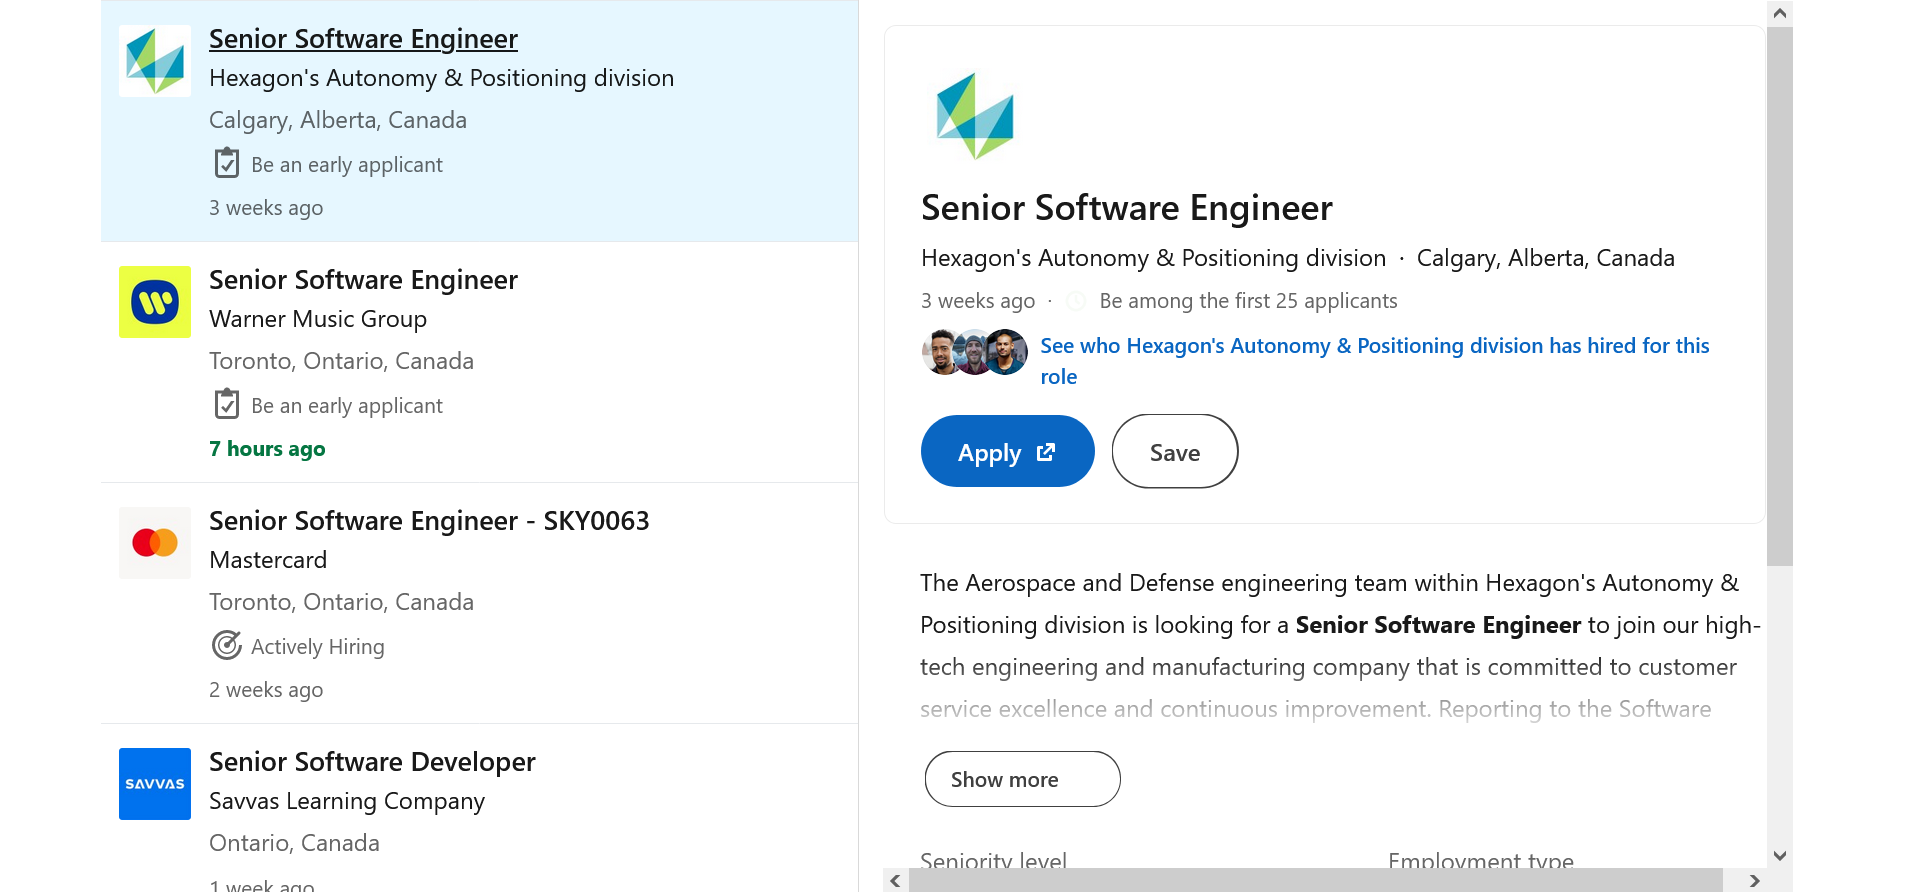 Senior Software Engineer
Hexagon's Autonomy & Positioning division
Calgary, Alberta, Canada
Be an early applicant
3 weeks ago
Senior Software Engineer
Warner Music Group
Toronto, Ontario, Canada
Be an early applicant
7 hours ago
Senior Software Engineer - SKY0063
Mastercard
Toronto, Ontario, Canada
Actively Hiring
2 weeks ago
SAVVAS
Senior Software Developer
Savvas Learning Company
Ontario, Canada
1 week ago
Senior Software Engineer
Hexagon's Autonomy & Positioning division · Calgary, Alberta, Canada
3 weeks ago · Be among the first 25 applicants
See who Hexagon's Autonomy & Positioning division has hired for this
role
Apply
Save
The Aerospace and Defense engineering team within Hexagon's Autonomy &
Positioning division is looking for a Senior Software Engineer to join our high-
tech engineering and manufacturing company that is committed to customer
service excellence and continuous improvement. Reporting to the Software
Show more
Seniority level
Employment type